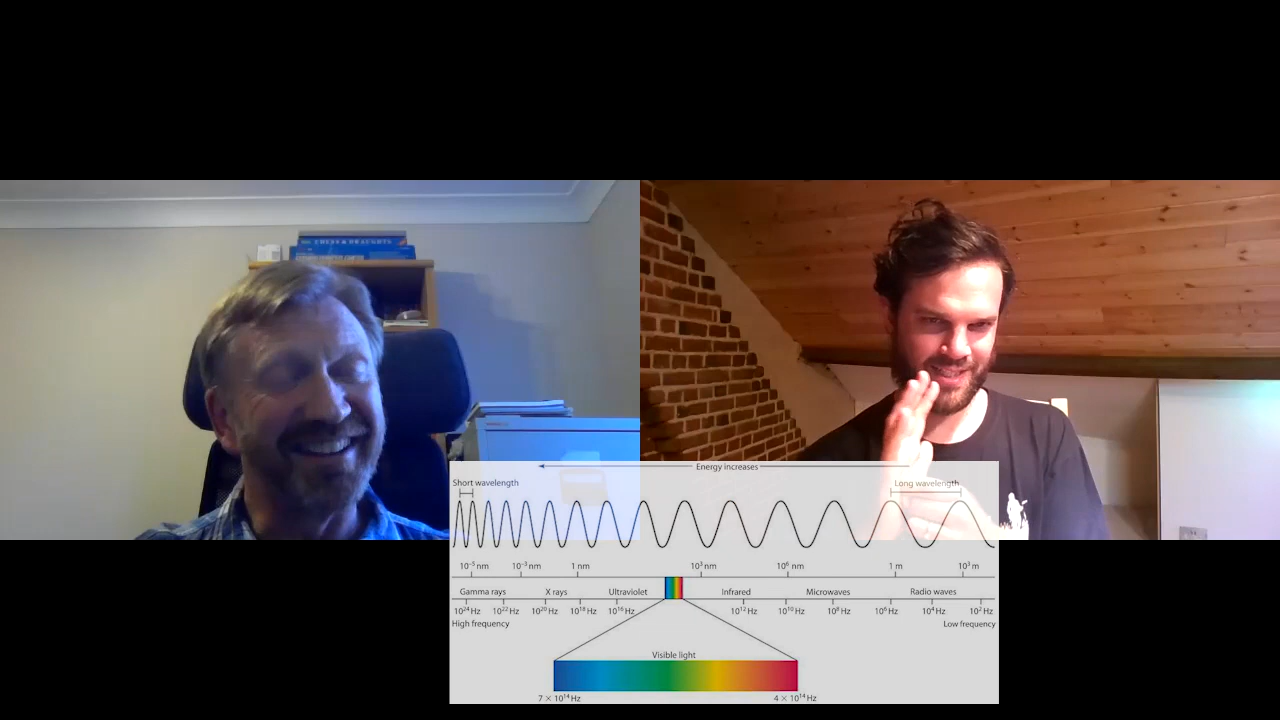 CHESS & DRAUGHTS
Energy increases
Short wavelength
Long wavelength
10⁻⁵ nm 10⁻³ nm 1 nm 10³ nm 10⁶ nm 1 m 10³ m
Gamma rays X rays Ultraviolet Infrared Microwaves Radio waves
10²⁴ Hz 10²² Hz 10²⁰ Hz 10¹⁸ Hz 10¹⁶ Hz 10¹² Hz 10¹⁰ Hz 10⁸ Hz 10⁶ Hz 10⁴ Hz 10² Hz
High frequency Low frequency
Visible light
7 × 10¹⁴ Hz 4 × 10¹⁴ Hz